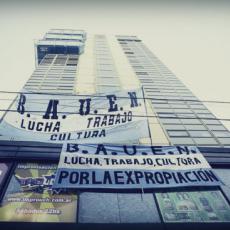 B. A. U. E. N.
LUCHA TRABAJO
CULTURA
B. A. U. E. N.
LUCHA, TRABAJO, CULTURA
POR LA EXPROPIACIÓN